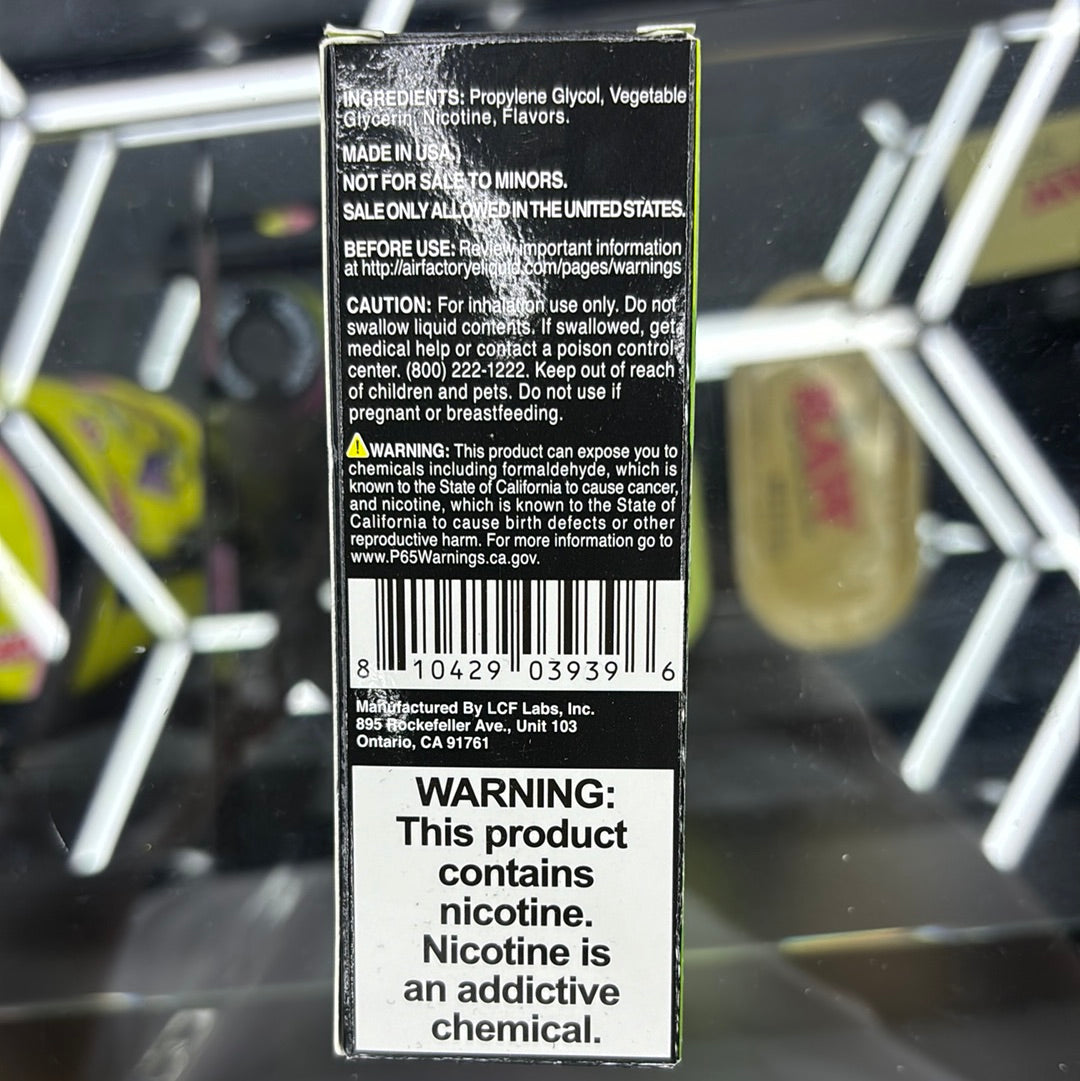 INGREDIENTS: Propylene Glycol, Vegetable
Glycerin, Nicotine, Flavors.
MADE IN USA.
NOT FOR SALE TO MINORS.
SALE ONLY ALLOWED IN THE UNITED STATES.
BEFORE USE: Review important information
at http://airfactoryeliquid.com/pages/warnings
CAUTION: For inhalation use only. Do not
swallow liquid contents. If swallowed, get
medical help or contact a poison control
center. (800) 222-1222. Keep out of reach
of children and pets. Do not use if
pregnant or breastfeeding.
WARNING: This product can expose you to
chemicals including formaldehyde, which is
known to the State of California to cause cancer,
and nicotine, which is known to the State of
California to cause birth defects or other
reproductive harm. For more information go to
www.P65Warnings.ca.gov.
8 10429 03939 6
Manufactured By LCF Labs, Inc.
895 Rockefeller Ave., Unit 103
Ontario, CA 91761
WARNING:
This product
contains
nicotine.
Nicotine is
an addictive
chemical.
RAW
RAW